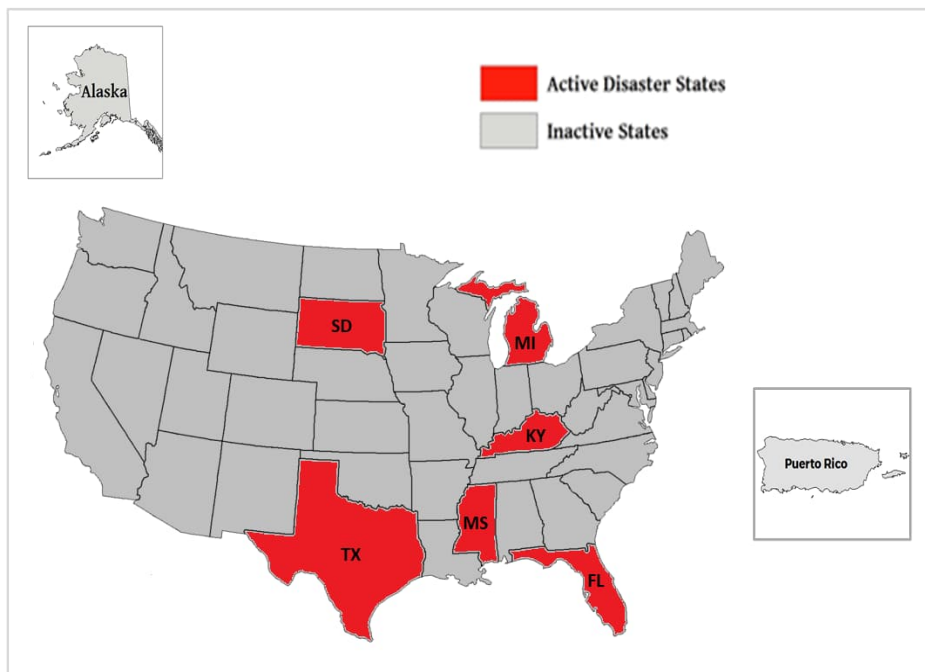 Alaska
Active Disaster States
Inactive States
SD
MI
KY
Puerto Rico
MS
TX
FL